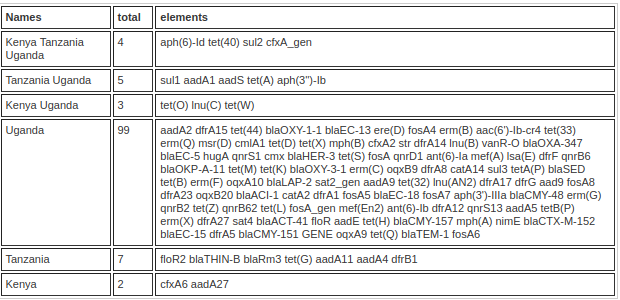 Names total elements
Kenya Tanzania Uganda 4 aph(6)-Id tet(40) sul2 cfxA_gen
Tanzania Uganda 5 sul1 aadA1 aadS tet(A) aph(3")-Ib
Kenya Uganda 3 tet(O) lnu(C) tet(W)
Uganda 99 aadA2 dfrA15 tet(44) blaOXY-1-1 blaEC-13 ere(D) fosA4 erm(B) aac(6')-Ib-cr4 tet(33)
erm(Q) msr(D) cmlA1 tet(D) tet(X) mph(B) cfxA2 str dfrA14 lnu(B) vanR-O blaOXA-347
blaEC-5 hugA qnrS1 cmx blaHER-3 tet(S) fosA qnrD1 ant(6)-Ia mef(A) lsa(E) dfrF qnrB6
blaOKP-A-11 tet(M) tet(K) blaOXY-3-1 erm(C) oqxB9 dfrA8 catA14 sul3 tetA(P) blaSED
tet(B) erm(F) oqxA10 blaLAP-2 sat2_gen aadA9 tet(32) lnu(AN2) dfrA17 dfrG aad9 fosA8
dfrA23 oqxB20 blaACI-1 catA2 dfrA1 fosA5 blaEC-18 fosA7 aph(3')-IIIa blaCMY-48 erm(G)
qnrB2 tet(Z) qnrB62 tet(L) fosA_gen mef(En2) ant(6)-Ib dfrA12 qnrS13 aadA5 tetB(P)
erm(X) dfrA27 sat4 blaACT-41 floR aadE tet(H) blaCMY-157 mph(A) nimE blaCTX-M-152
blaEC-15 dfrA5 blaCMY-151 GENE oqxA9 tet(Q) blaTEM-1 fosA6
Tanzania 7 floR2 blaTHIN-B blaRm3 tet(G) aadA11 aadA4 dfrB1
Kenya 2 cfxA6 aadA27